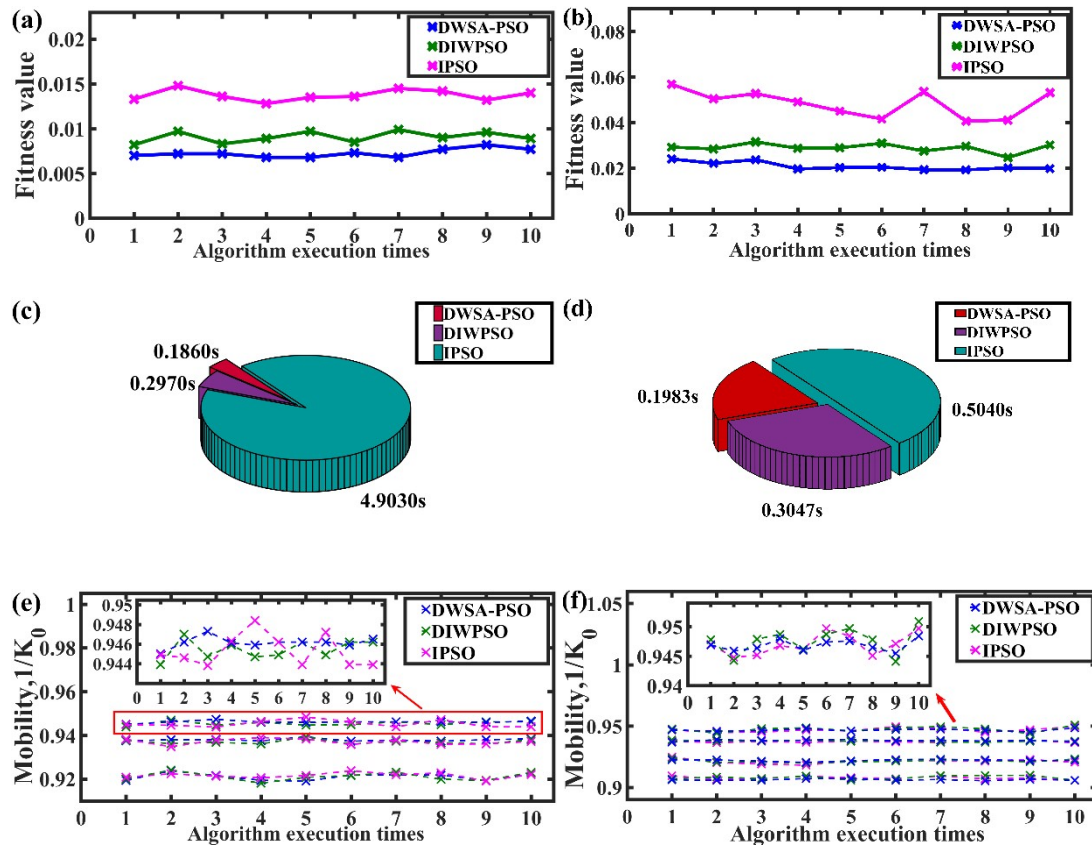 (a)
0.02
0.015
0.01
0.005
0
Fitness value
DWSA-PSO
DIWPSO
IPSO
0 1 2 3 4 5 6 7 8 9 10
Algorithm execution times
(b)
0.08
0.06
0.04
0.02
0
Fitness value
DWSA-PSO
DIWPSO
IPSO
0 1 2 3 4 5 6 7 8 9 10
Algorithm execution times
(c)
DWSA-PSO
DIWPSO
IPSO
0.1860s
0.2970s
4.9030s
(d)
DWSA-PSO
DIWPSO
IPSO
0.1983s
0.5040s
0.3047s
(e)
1
0.98
0.96
0.94
0.92
Mobility,1/K0
0.95
0.948
0.946
0.944
1 2 3 4 5 6 7 8 9 10
DWSA-PSO
DIWPSO
IPSO
0 1 2 3 4 5 6 7 8 9 10
Algorithm execution times
(f)
1.05
1
0.95
0.9
Mobility,1/K0
0.95
0.945
0.94
1 2 3 4 5 6 7 8 9 10
DWSA-PSO
DIWPSO
IPSO
0 1 2 3 4 5 6 7 8 9 10
Algorithm execution times